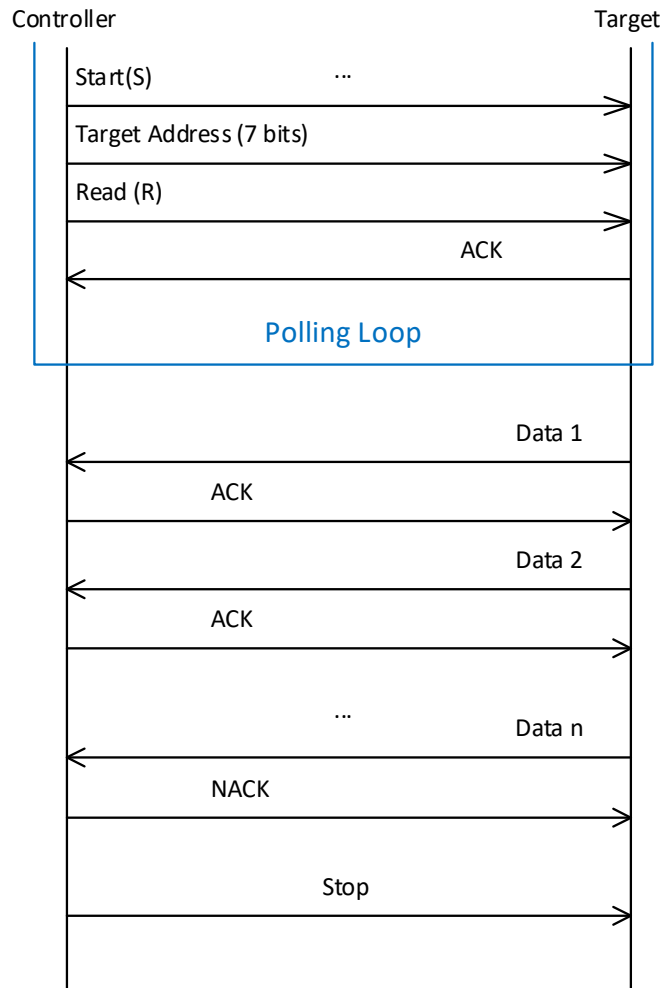 Controller
Target
Start(S)
...
Target Address (7 bits)
Read (R)
ACK
Polling Loop
Data 1
ACK
Data 2
ACK
...
Data n
NACK
Stop